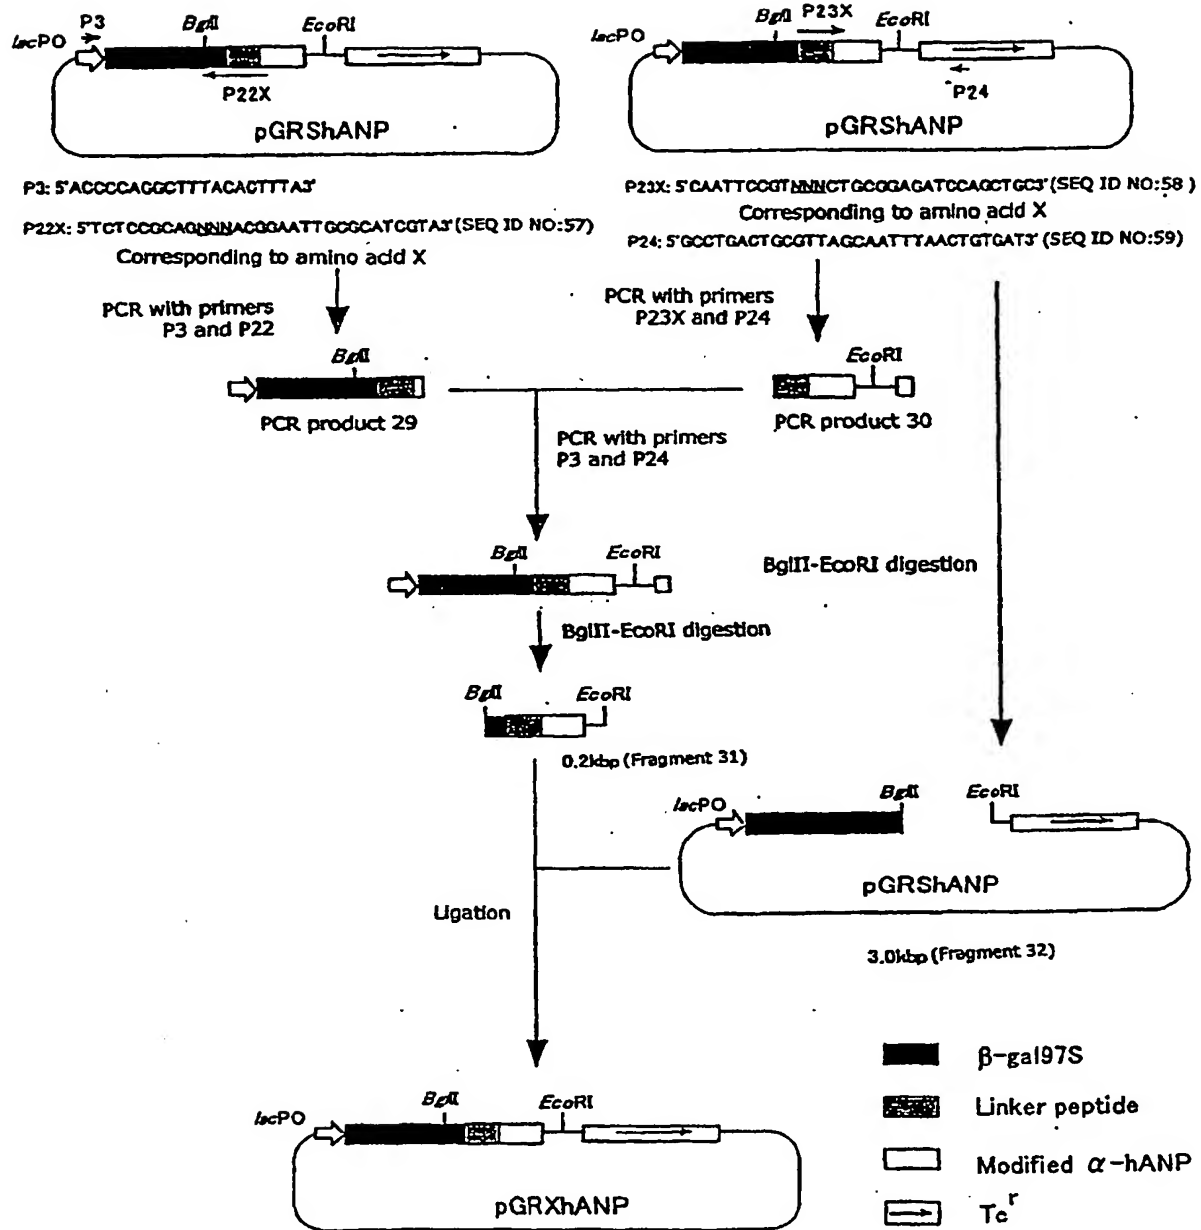 P3
BglII
EcoRI
lacPO
P22X
pGRShANP
BglII
P23X
EcoRI
lacPO
P24
pGRShANP
P3: 5'ACCCCAGGCTTTACACTTTA3'
P22X: 5'TCTCCGCAGNNNACGGAATTGCGCATCGTA3' (SEQ ID NO:57)
Corresponding to amino acid X
P23X: 5'CAATTCCGTNNNCTGCGGAGATCCAGCTGC3' (SEQ ID NO:58)
Corresponding to amino acid X
P24: 5'GCCTGACTGCGTTAGCAATTTAACTGTGAT3' (SEQ ID NO:59)
PCR with primers
P3 and P22
PCR with primers
P23X and P24
BglII
PCR product 29
EcoRI
PCR product 30
PCR with primers
P3 and P24
BglII
EcoRI
BglII-EcoRI digestion
BglII-EcoRI digestion
BglII
EcoRI
0.2kbp (Fragment 31)
lacPO
BglII
EcoRI
pGRShANP
3.0kbp (Fragment 32)
Ligation
lacPO
BglII
EcoRI
pGRXhANP
β-gal97S
Linker peptide
Modified α-hANP
Tc r